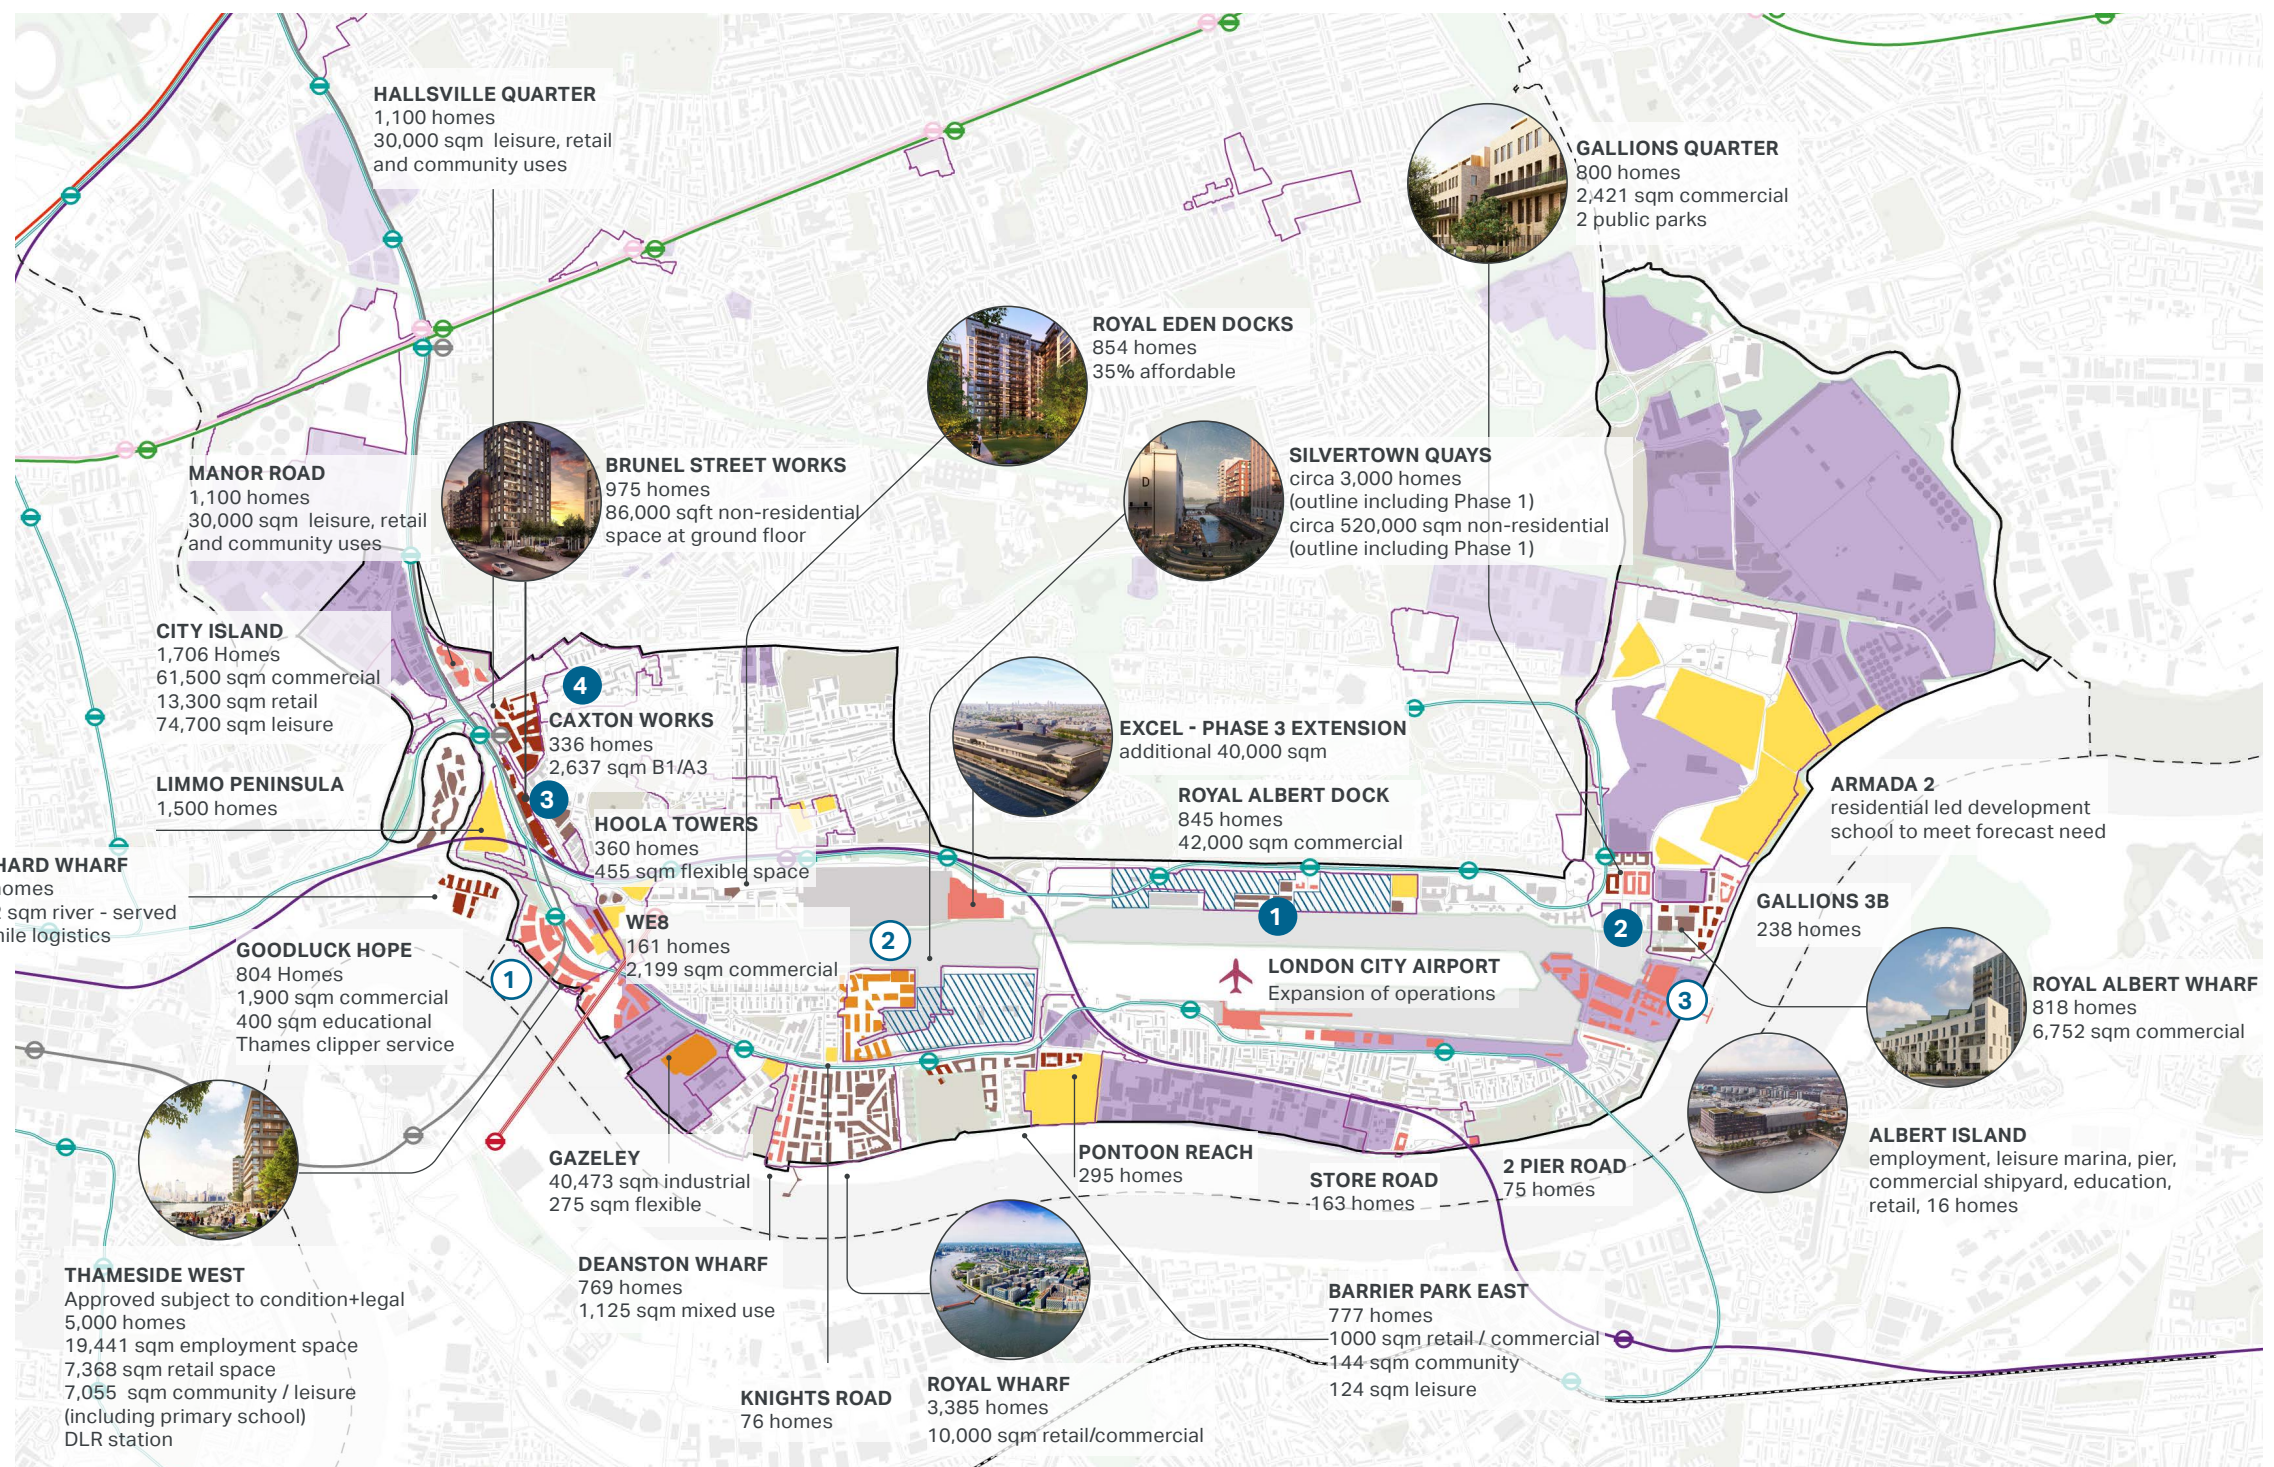 HALLSVILLE QUARTER
1,100 homes
30,000 sqm leisure, retail
and community uses
GALLIONS QUARTER
800 homes
2,421 sqm commercial
2 public parks
ROYAL EDEN DOCKS
854 homes
35% affordable
MANOR ROAD
1,100 homes
30,000 sqm leisure, retail
and community uses
BRUNEL STREET WORKS
975 homes
86,000 sqft non-residential
space at ground floor
D
SILVERTOWN QUAYS
circa 3,000 homes
(outline including Phase 1)
circa 520,000 sqm non-residential
(outline including Phase 1)
CITY ISLAND
1,706 Homes
61,500 sqm commercial
13,300 sqm retail
74,700 sqm leisure
4
CAXTON WORKS
336 homes
2,637 sqm B1/A3
3
EXCEL - PHASE 3 EXTENSION
additional 40,000 sqm
LIMMO PENINSULA
1,500 homes
HOOLA TOWERS
360 homes
455 sqm flexible space
ROYAL ALBERT DOCK
845 homes
42,000 sqm commercial
ARMADA 2
residential led development
school to meet forecast need
HARD WHARF
omes
2 sqm river - served
mile logistics
WE8
161 homes
2,199 sqm commercial
2
1
2
GALLIONS 3B
238 homes
GOODLUCK HOPE
804 Homes
1,900 sqm commercial
400 sqm educational
Thames clipper service
1
LONDON CITY AIRPORT
Expansion of operations
3
ROYAL ALBERT WHARF
818 homes
6,752 sqm commercial
GAZELEY
40,473 sqm industrial
275 sqm flexible
PONTOON REACH
295 homes
STORE ROAD
163 homes
2 PIER ROAD
75 homes
ALBERT ISLAND
employment, leisure marina, pier,
commercial shipyard, education,
retail, 16 homes
THAMESIDE WEST
Approved subject to condition+legal
5,000 homes
19,441 sqm employment space
7,368 sqm retail space
7,055 sqm community / leisure
(including primary school)
DLR station
DEANSTON WHARF
769 homes
1,125 sqm mixed use
KNIGHTS ROAD
76 homes
ROYAL WHARF
3,385 homes
10,000 sqm retail/commercial
BARRIER PARK EAST
777 homes
1000 sqm retail / commercial
144 sqm community
124 sqm leisure